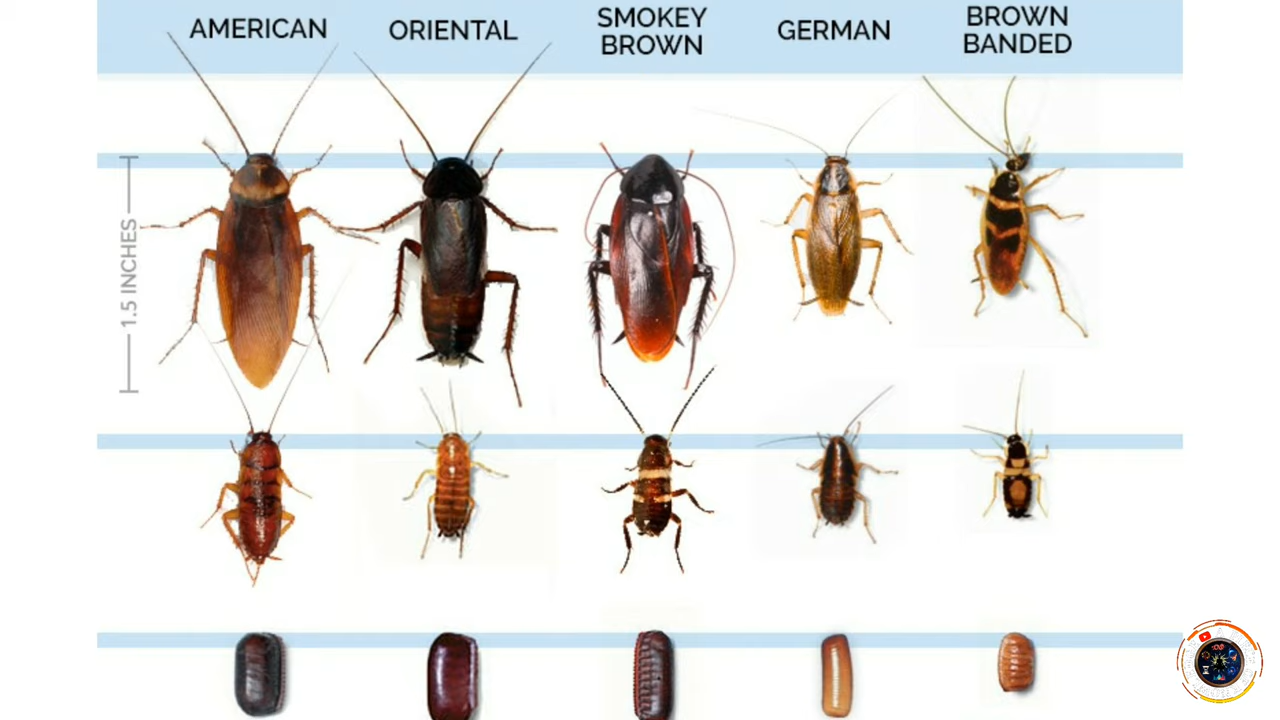 AMERICAN
ORIENTAL
SMOKEY
BROWN
GERMAN
BROWN
BANDED
1.5 INCHES